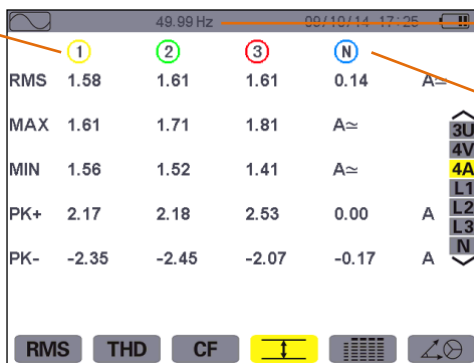 49.99 Hz 09/10/14 17:25
1 2 3 N
RMS 1.58 1.61 1.61 0.14 A≃
MAX 1.61 1.71 1.81 A≃
MIN 1.56 1.52 1.41 A≃
PK+ 2.17 2.18 2.53 0.00 A
PK- -2.35 -2.45 -2.07 -0.17 A
3U
4V
4A
L1
L2
L3
N
RMS THD CF